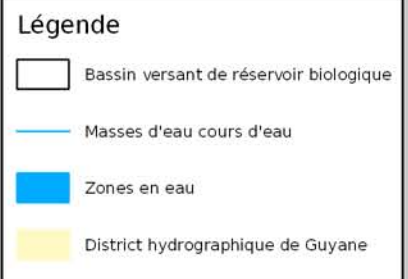 Légende
Bassin versant de réservoir biologique
Masses d'eau cours d'eau
Zones en eau
District hydrographique de Guyane